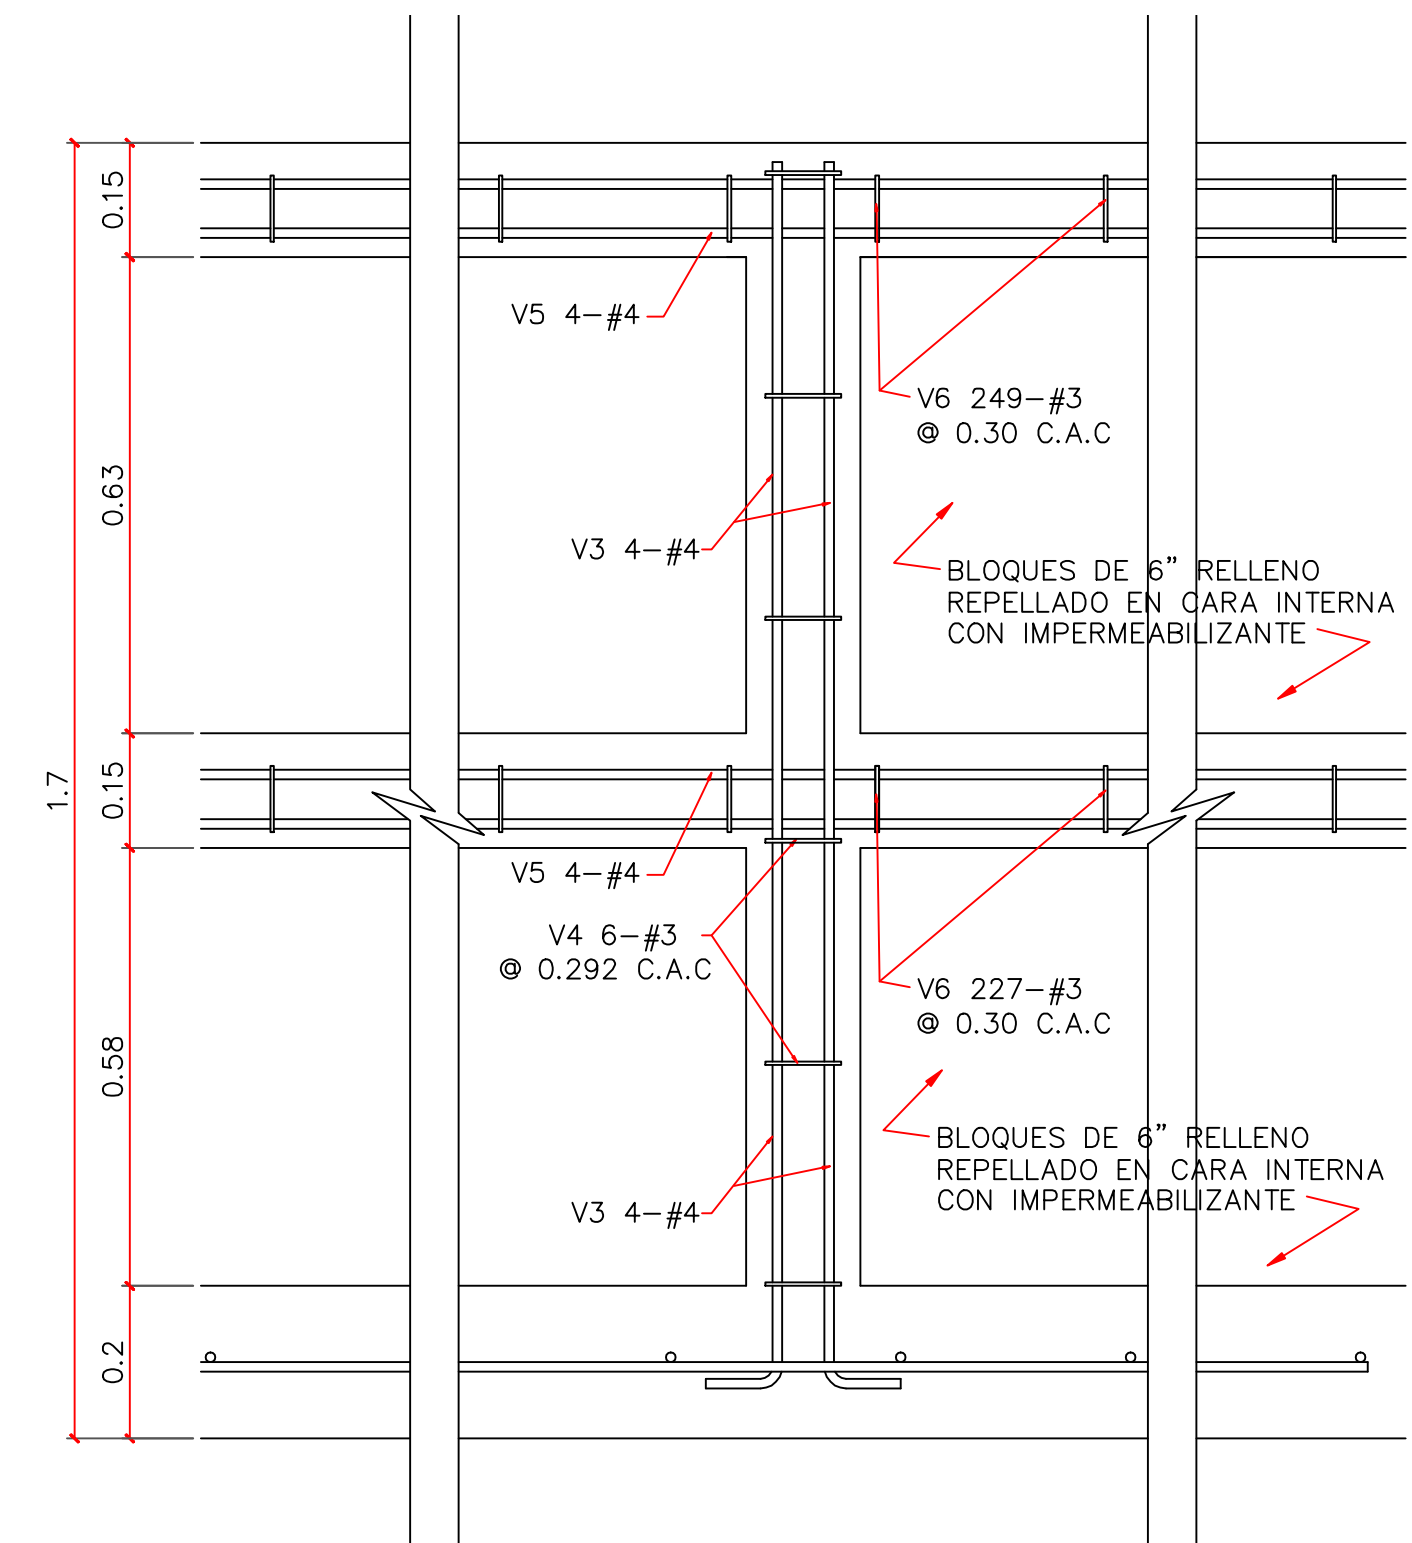 0.15
V5 4-#4
V6 249-#3
@ 0.30 C.A.C
0.63
V3 4-#4
BLOQUES DE 6" RELLENO
REPELLADO EN CARA INTERNA
CON IMPERMEABILIZANTE
1.7
0.15
V5 4-#4
V4 6-#3
@ 0.292 C.A.C
V6 227-#3
@ 0.30 C.A.C
0.58
BLOQUES DE 6" RELLENO
REPELLADO EN CARA INTERNA
CON IMPERMEABILIZANTE
V3 4-#4
0.2